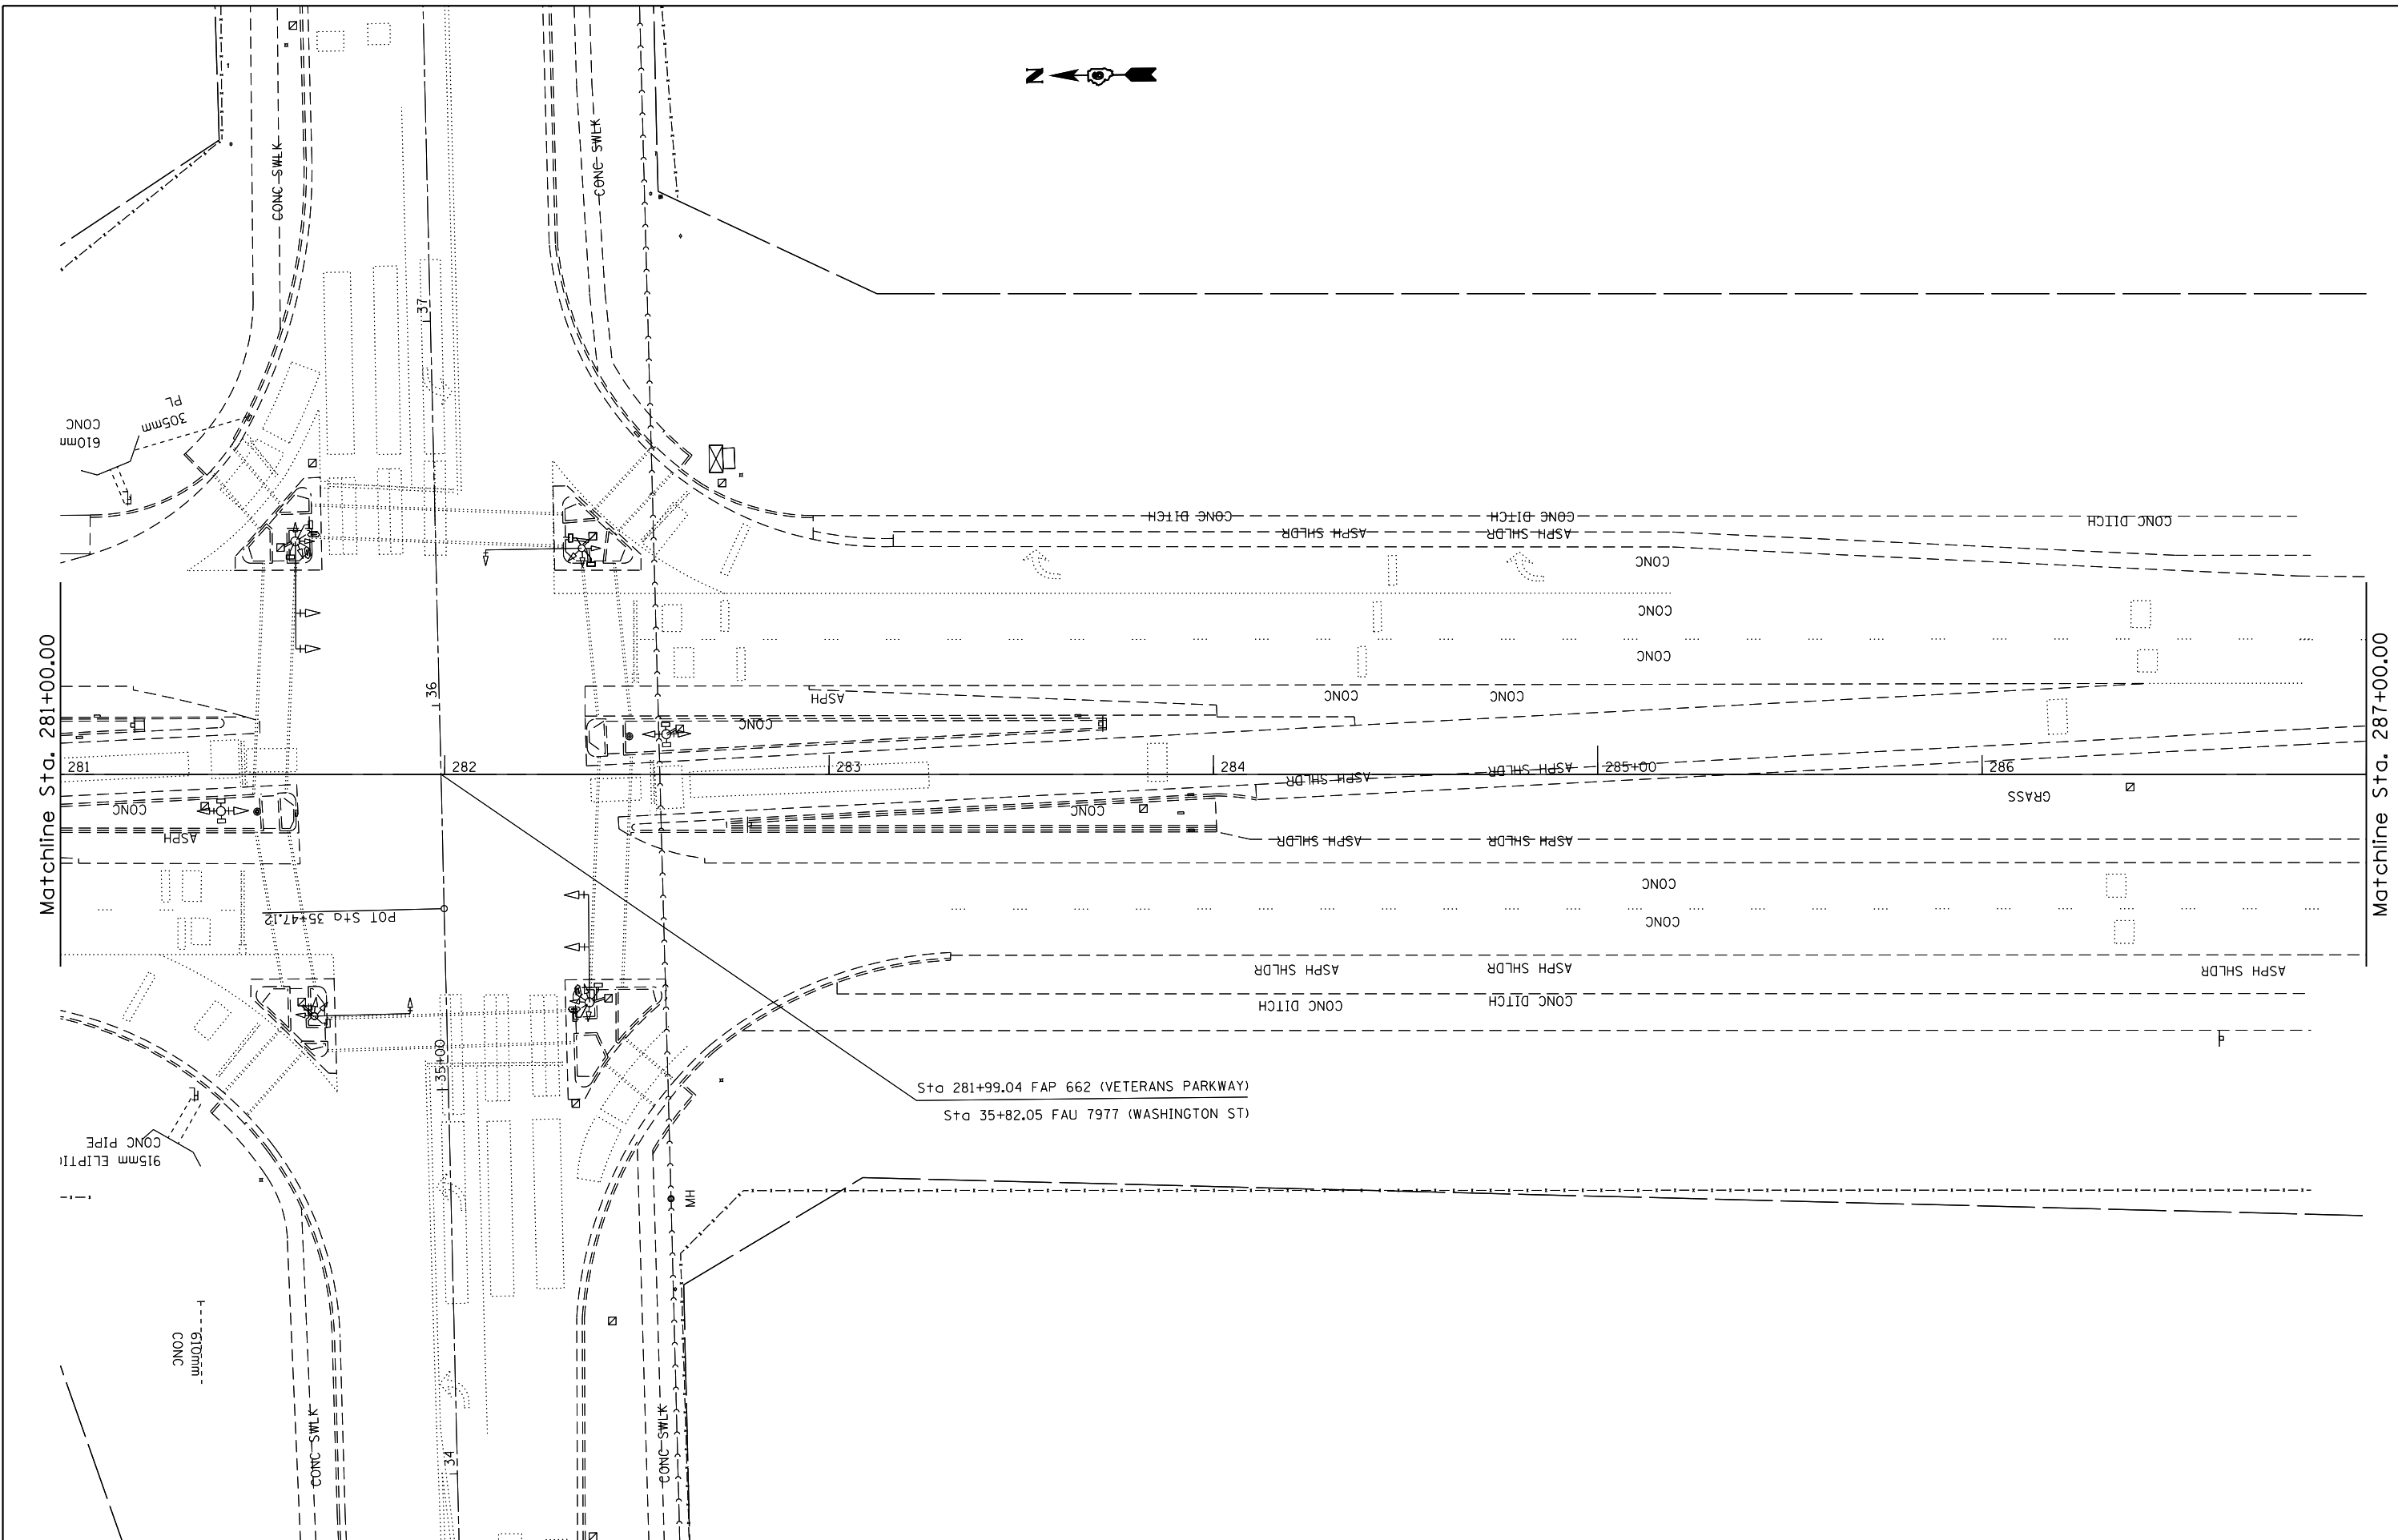 N
CONC SWLK
CONC SWLK
37
305mm
PL
610mm
CONC
CONC DITCH
CONC DITCH
CONC DITCH
ASPH SHLDR
ASPH SHLDR
CONC
CONC
CONC
Matchline Sta. 281+00.00
Matchline Sta. 287+00.00
36
ASPH
CONC
CONC
CONC
281
282
283
284
285+00
286
ASPH SHLDR
ASPH SHLDR
GRASS
CONC
CONC
ASPH
ASPH SHLDR
ASPH SHLDR
CONC
POT Sta 35+47.12
CONC
ASPH SHLDR
ASPH SHLDR
ASPH SHLDR
CONC DITCH
CONC DITCH
35+00
Sta 281+99.04 FAP 662 (VETERANS PARKWAY)
Sta 35+82.05 FAU 7977 (WASHINGTON ST)
915mm ELIPTI
CONC PIPE
MH
610mm
CONC
CONC SWLK
CONC SWLK
34